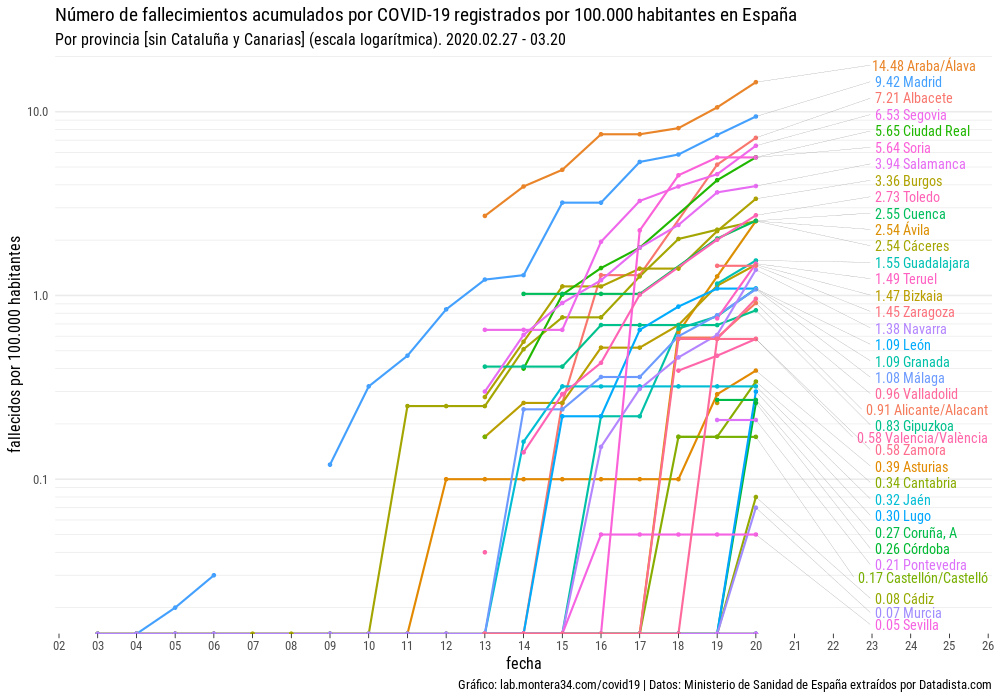 Número de fallecimientos acumulados por COVID-19 registrados por 100.000 habitantes en España
Por provincia [sin Cataluña y Canarias] (escala logarítmica). 2020.02.27 - 03.20
fallecidos por 100.000 habitantes
10.0
1.0
0.1
14.48 Araba/Álava
9.42 Madrid
7.21 Albacete
6.53 Segovia
5.65 Ciudad Real
5.64 Soria
3.94 Salamanca
3.36 Burgos
2.73 Toledo
2.55 Cuenca
2.54 Ávila
2.54 Cáceres
1.55 Guadalajara
1.49 Teruel
1.47 Bizkaia
1.45 Zaragoza
1.38 Navarra
1.09 León
1.09 Granada
1.08 Málaga
0.96 Valladolid
0.91 Alicante/Alacant
0.83 Gipuzkoa
0.58 Valencia/València
0.58 Zamora
0.39 Asturias
0.34 Cantabria
0.32 Jaén
0.30 Lugo
0.27 Coruña, A
0.26 Córdoba
0.21 Pontevedra
0.17 Castellón/Castelló
0.08 Cádiz
0.07 Murcia
0.05 Sevilla
02 03 04 05 06 07 08 09 10 11 12 13 14 15 16 17 18 19 20 21 22 23 24 25 26
fecha
Gráfico: lab.montera34.com/covid19 | Datos: Ministerio de Sanidad de España extraídos por Datadista.com